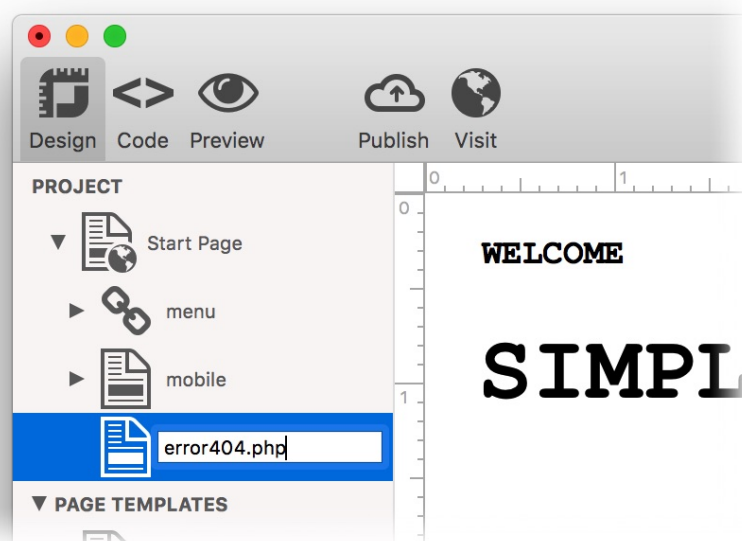 Design Code Preview Publish Visit
PROJECT
Start Page
menu
mobile
error404.php
PAGE TEMPLATES
0 1
0
1
WELCOME
SIMPL